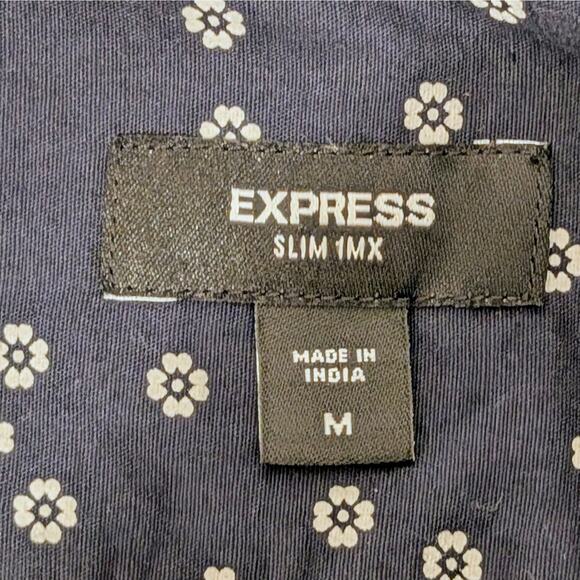 EXPRESS
SLIM 1MX
MADE IN
INDIA
M